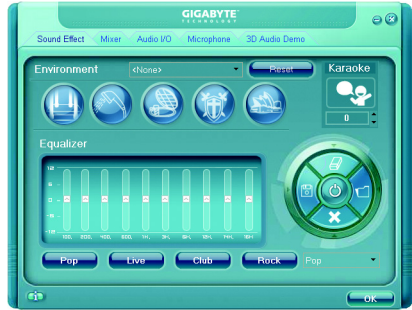 GIGABYTE
TECHNOLOGY
Sound Effect Mixer Audio I/O Microphone 3D Audio Demo
Environment <None> Reset Karaoke
0
Equalizer
Pop Live Club Rock Pop
OK